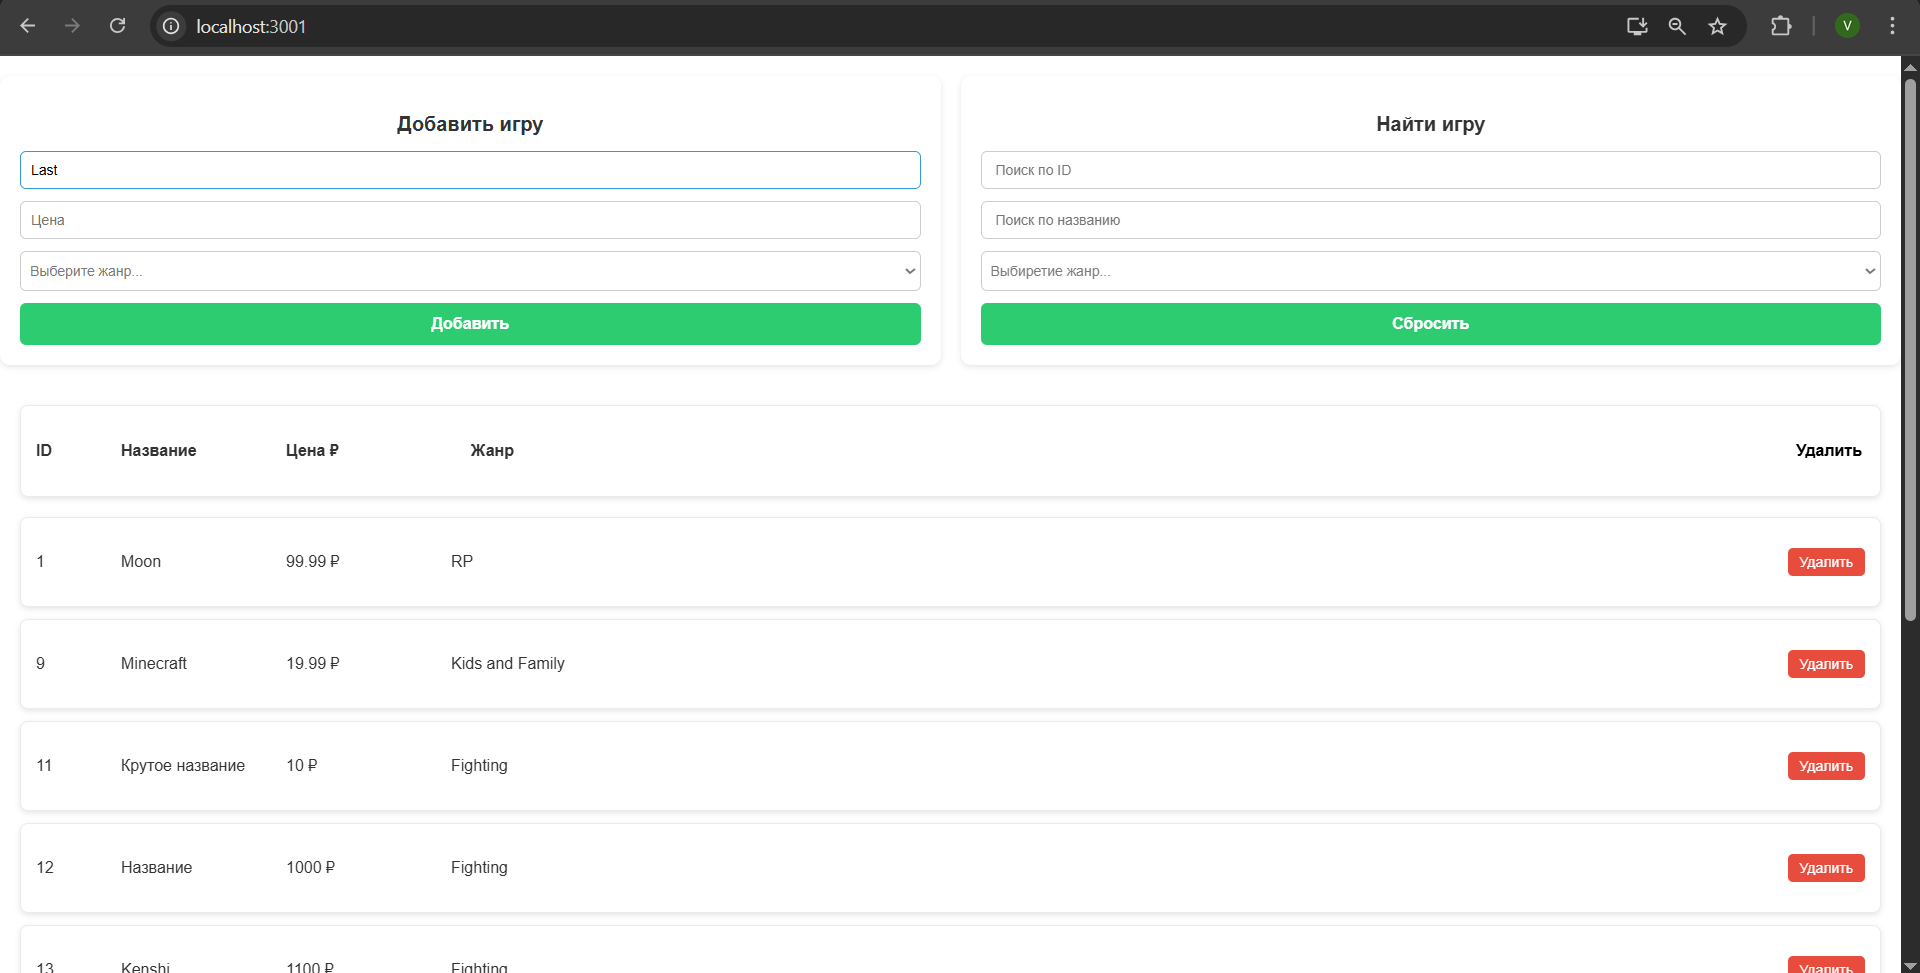 localhost:3001
V
Добавить игру
Last
Цена
Выберите жанр...
Добавить
Найти игру
Поиск по ID
Поиск по названию
Выбиретие жанр...
Сбросить
ID Название Цена ₽ Жанр Удалить
1 Moon 99.99 ₽ RP Удалить
9 Minecraft 19.99 ₽ Kids and Family Удалить
11 Крутое название 10 ₽ Fighting Удалить
12 Название 1000 ₽ Fighting Удалить
13 Kenshi 1100 ₽ Fighting Удалить